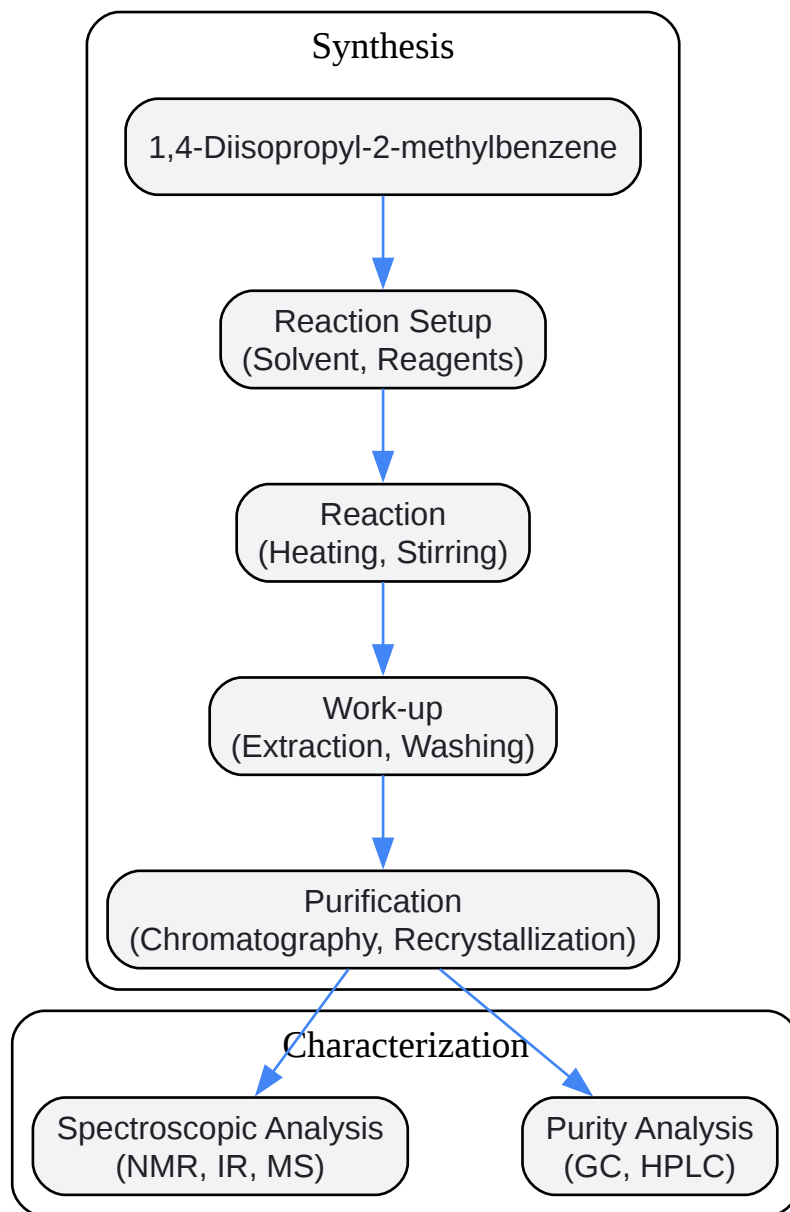 Synthesis
1,4-Diisopropyl-2-methylbenzene
Reaction Setup
(Solvent, Reagents)
Reaction
(Heating, Stirring)
Work-up
(Extraction, Washing)
Purification
(Chromatography, Recrystallization)
Characterization
Spectroscopic Analysis
(NMR, IR, MS)
Purity Analysis
(GC, HPLC)